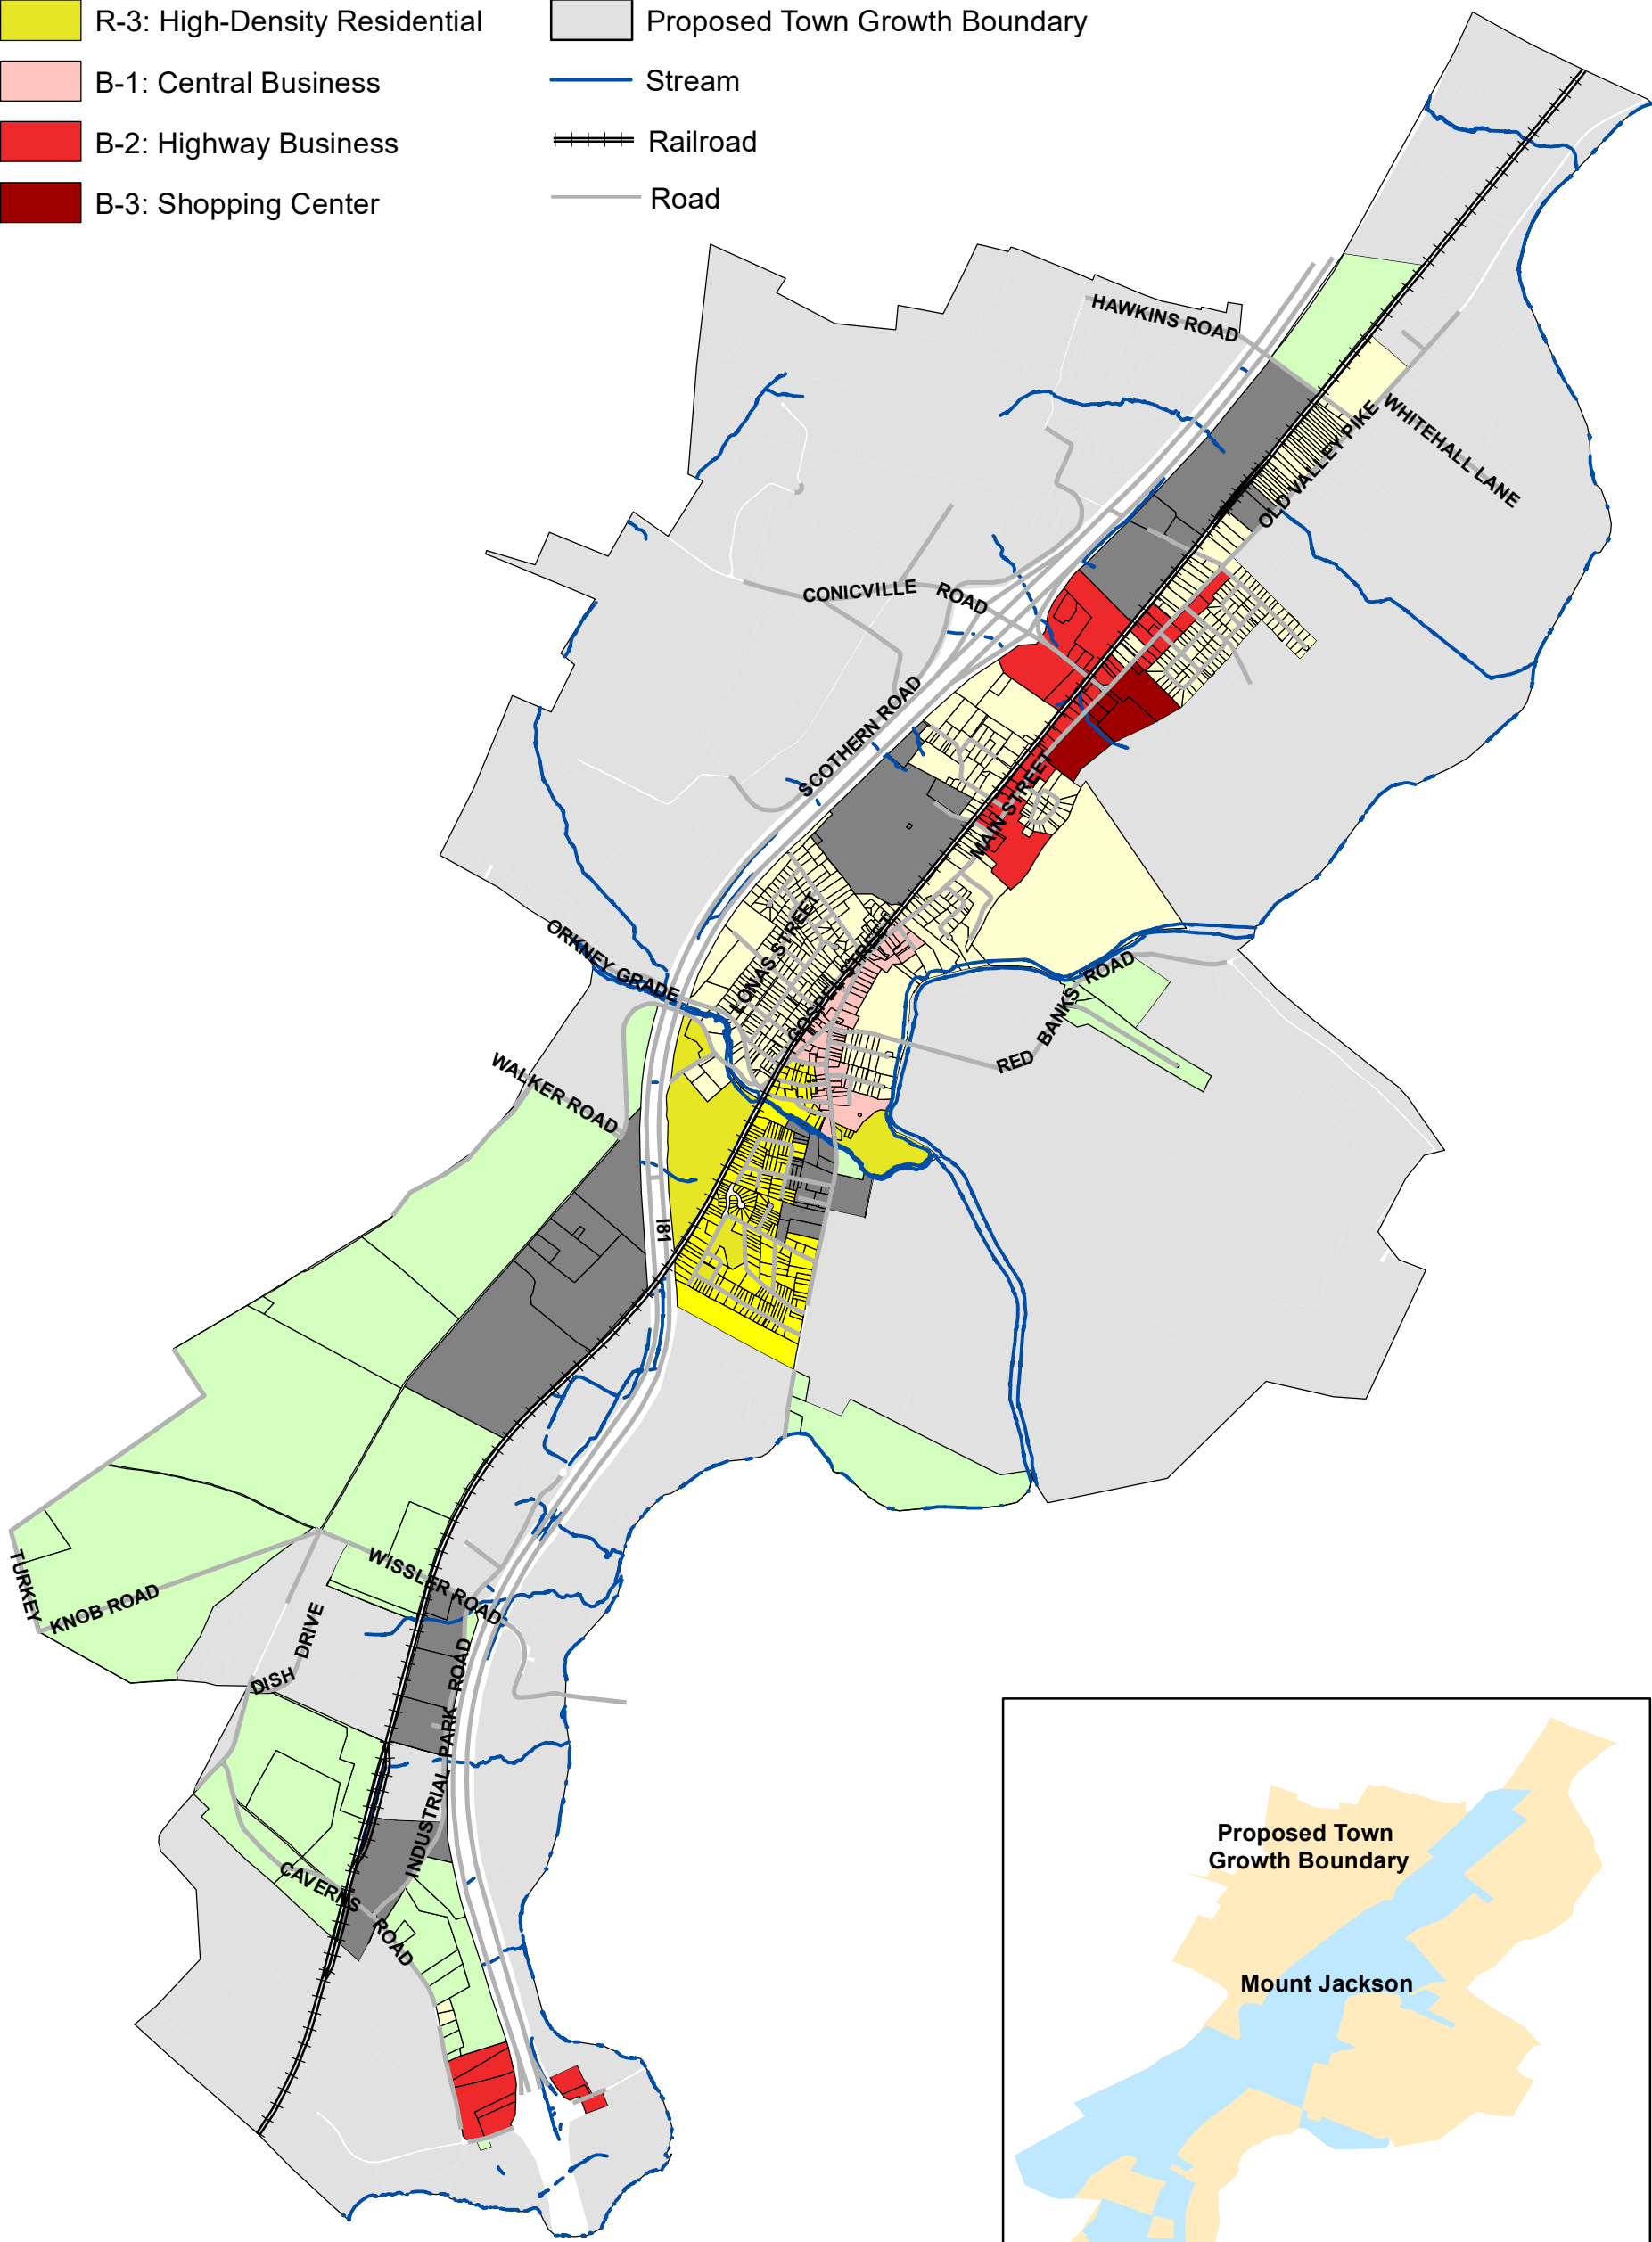 R-3: High-Density Residential
Proposed Town Growth Boundary
B-1: Central Business
Stream
B-2: Highway Business
Railroad
B-3: Shopping Center
Road
HAWKINS ROAD
WHITEHALL LANE
OLD VALLEY PIKE
CONICVILLE ROAD
SCOTHERN ROAD
MAIN STREET
ORKNEY GRADE
LONAS STREET
GOSPEL STREET
RED BANKS ROAD
WALKER ROAD
I81
WISSLER ROAD
TURKEY
KNOB ROAD
DISH DRIVE
INDUSTRIAL PARK ROAD
CAVERNS ROAD
Proposed Town
Growth Boundary
Mount Jackson